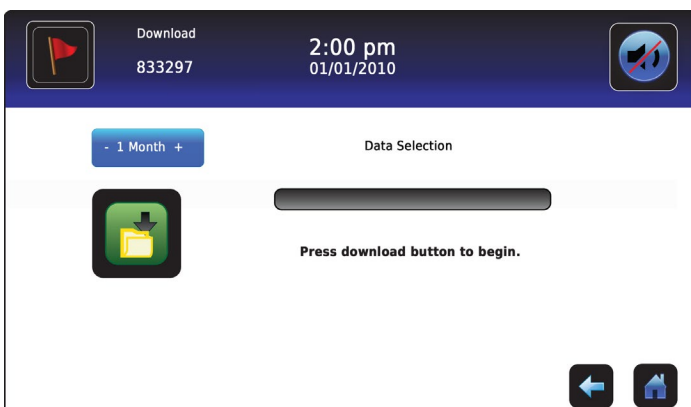 Download
833297
2:00 pm
01/01/2010
- 1 Month +
Data Selection
Press download button to begin.